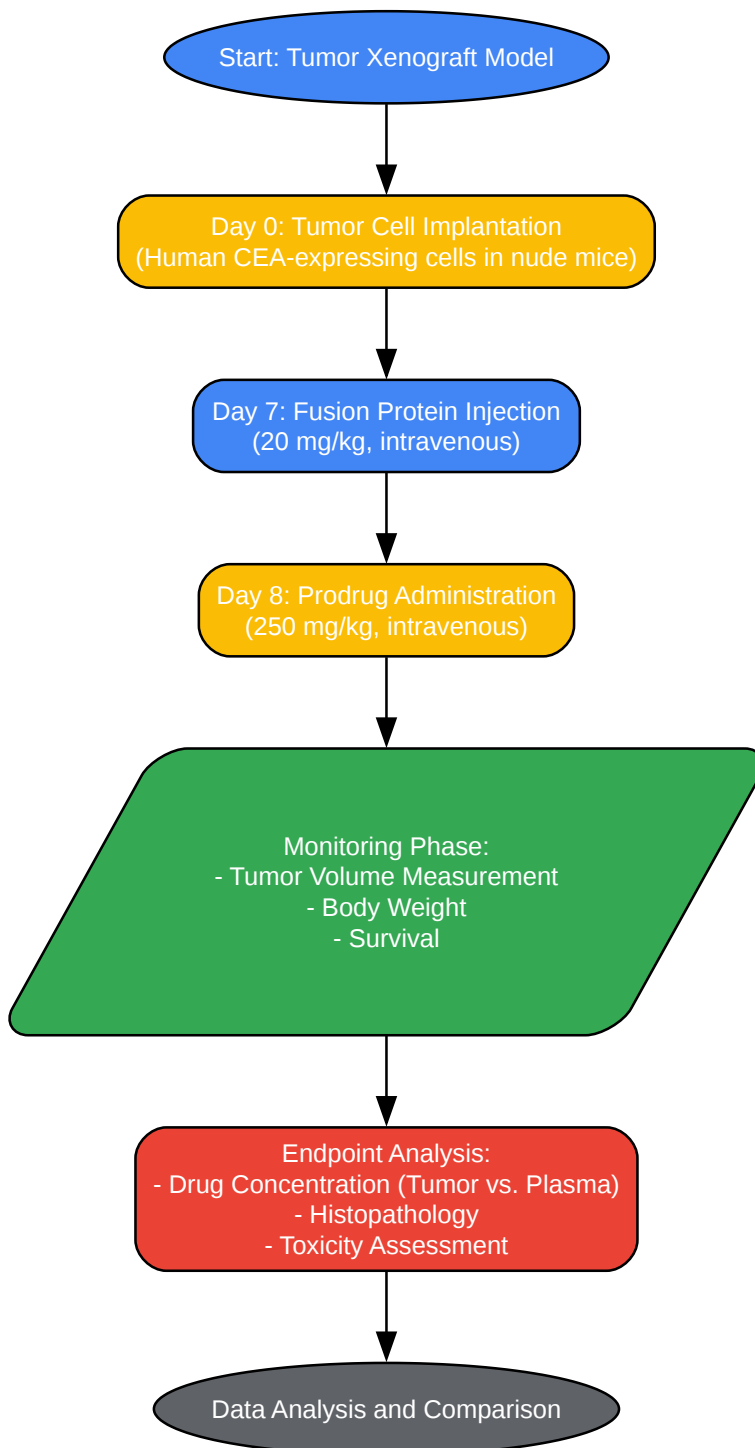 Start: Tumor Xenograft Model
Day 0: Tumor Cell Implantation
(Human CEA-expressing cells in nude mice)
Day 7: Fusion Protein Injection
(20 mg/kg, intravenous)
Day 8: Prodrug Administration
(250 mg/kg, intravenous)
Monitoring Phase:
- Tumor Volume Measurement
- Body Weight
- Survival
Endpoint Analysis:
- Drug Concentration (Tumor vs. Plasma)
- Histopathology
- Toxicity Assessment
Data Analysis and Comparison